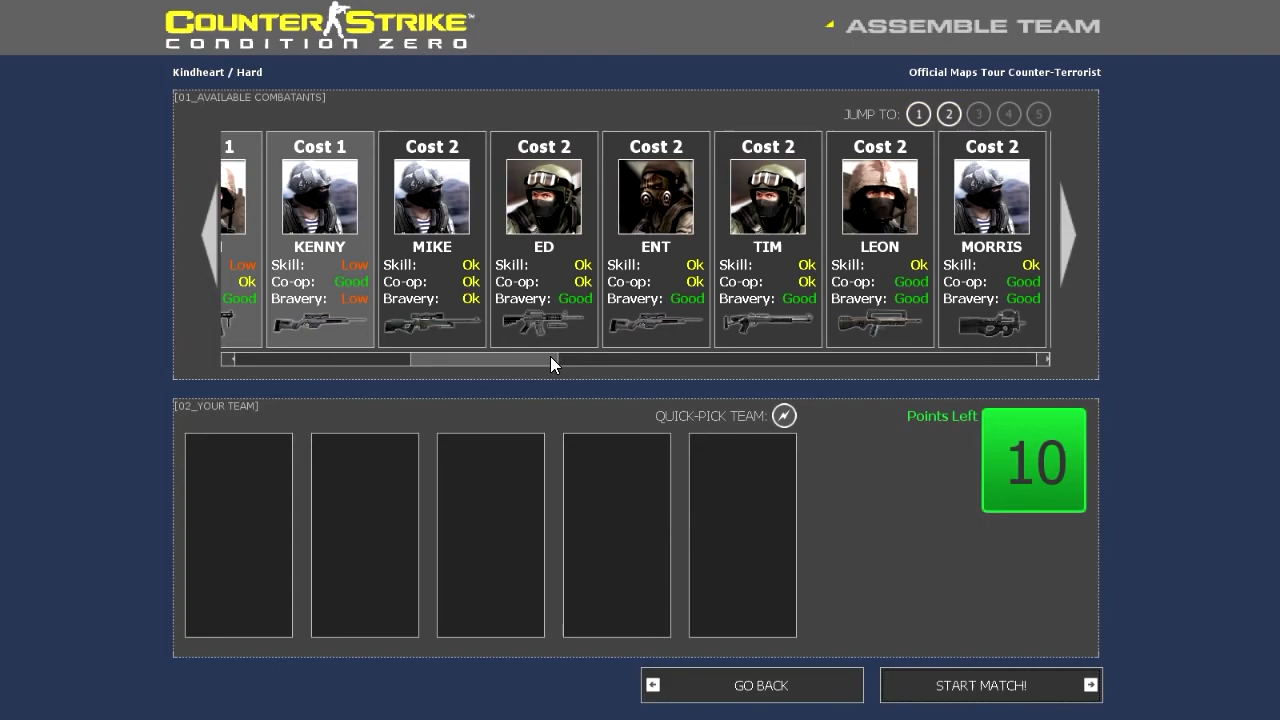 COUNTER STRIKE™
CONDITION ZERO
ASSEMBLE TEAM
Kindheart / Hard
Official Maps Tour Counter-Terrorist
[01_AVAILABLE COMBATANTS]
JUMP TO: 1 2 3 4 5
1 Cost 1 Cost 2 Cost 2 Cost 2 Cost 2 Cost 2 Cost 2
KENNY MIKE ED ENT TIM LEON MORRIS
Low Skill: Low Skill: Ok Skill: Ok Skill: Ok Skill: Ok Skill: Ok Skill: Ok
Ok Co-op: Good Co-op: Ok Co-op: Ok Co-op: Ok Co-op: Ok Co-op: Good Co-op: Good
Good Bravery: Low Bravery: Ok Bravery: Good Bravery: Good Bravery: Good Bravery: Good Bravery: Good
[02_YOUR TEAM]
QUICK-PICK TEAM:
Points Left
10
GO BACK
START MATCH!